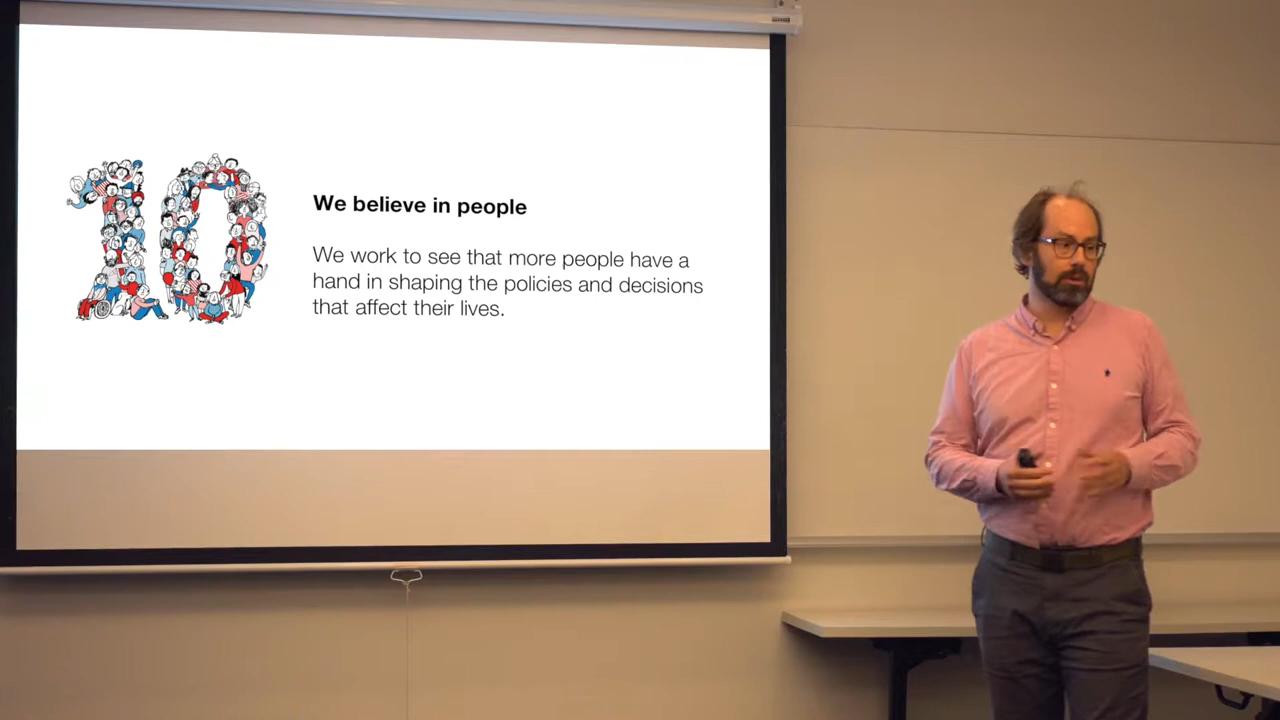 10
We believe in people
We work to see that more people have a
hand in shaping the policies and decisions
that affect their lives.